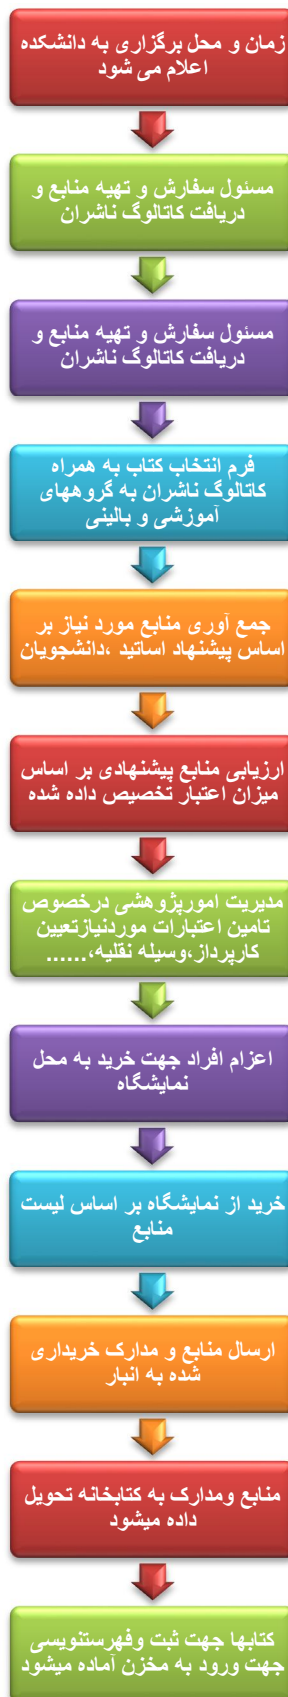 زمان و محل برگزاری به دانشکده
اعلام می شود
مسئول سفارش و تهیه منابع و
دریافت کاتالوگ ناشران
مسئول سفارش و تهیه منابع و
دریافت کاتالوگ ناشران
فرم انتخاب کتاب به همراه
کاتالوگ ناشران به گروههای
آموزشی و بالینی
جمع آوری منابع مورد نیاز بر
اساس پیشنهاد اساتید ،دانشجویان
ارزیابی منابع پیشنهادی بر اساس
میزان اعتبار تخصیص داده شده
مدیریت امورپژوهشی درخصوص
تامین اعتبارات موردنیازتعیین
کارپرداز،وسیله نقلیه،......
اعزام افراد جهت خرید به محل
نمایشگاه
خرید از نمایشگاه بر اساس لیست
منابع
ارسال منابع و مدارک خریداری
شده به انبار
منابع ومدارک به کتابخانه تحویل
داده میشود
کتابها جهت ثبت وفهرستنویسی
جهت ورود به مخزن آماده میشود